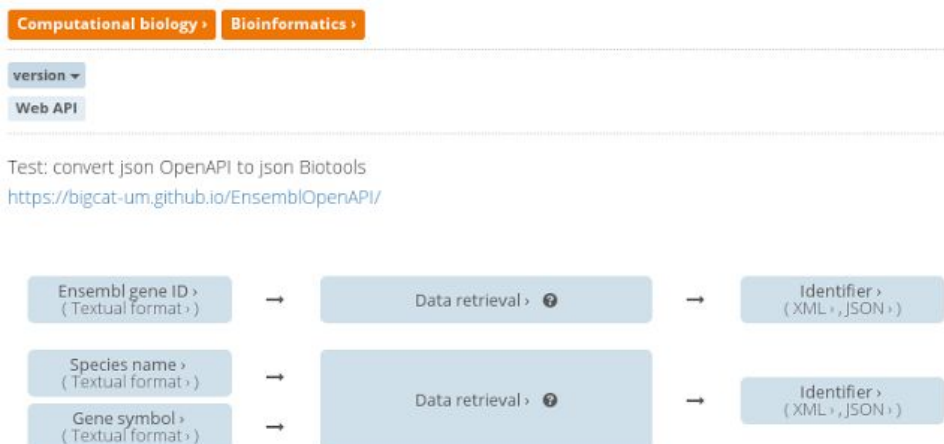 Computational biology › Bioinformatics ›
version
Web API
Test: convert json OpenAPI to json Biotools
https://bigcat-um.github.io/EnsemblOpenAPI/
Ensembl gene ID ›
( Textual format › )
Data retrieval › ?
Identifier ›
( XML › , JSON › )
Species name ›
( Textual format › )
Gene symbol ›
( Textual format › )
Data retrieval › ?
Identifier ›
( XML › , JSON › )